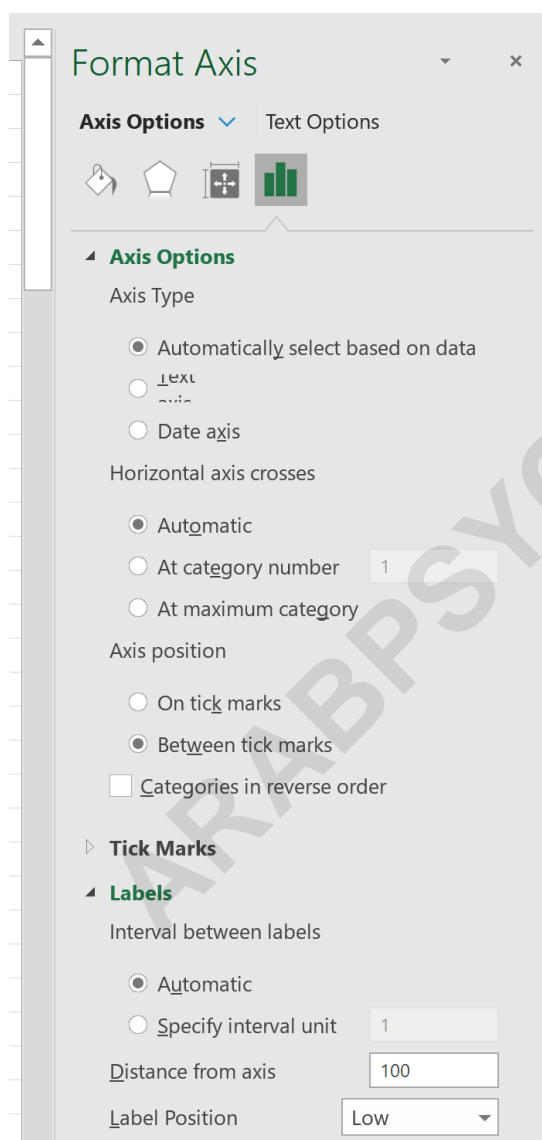 Format Axis
Axis Options Text Options
Axis Options
Axis Type
Automatically select based on data
Text
axis
Date axis
Horizontal axis crosses
Automatic
At category number 1
At maximum category
Axis position
On tick marks
Between tick marks
Categories in reverse order
Tick Marks
Labels
Interval between labels
Automatic
Specify interval unit 1
Distance from axis 100
Label Position Low
ARABPSYC